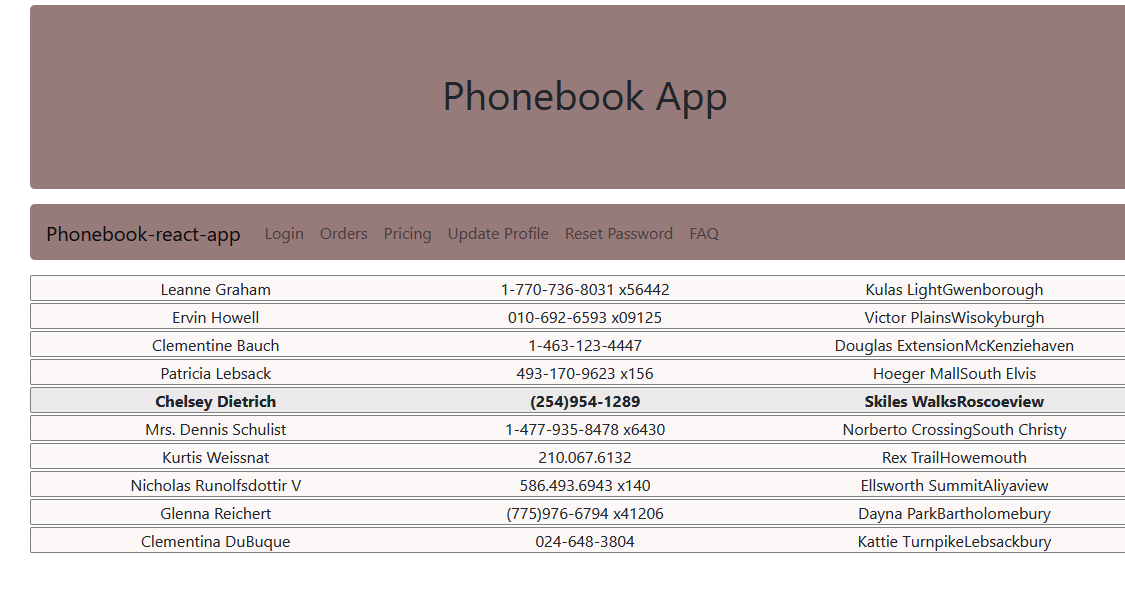 Phonebook App
Phonebook-react-app Login Orders Pricing Update Profile Reset Password FAQ
Leanne Graham 1-770-736-8031 x56442 Kulas LightGwenborough
Ervin Howell 010-692-6593 x09125 Victor PlainsWisokyburgh
Clementine Bauch 1-463-123-4447 Douglas ExtensionMcKenziehaven
Patricia Lebsack 493-170-9623 x156 Hoeger MallSouth Elvis
Chelsey Dietrich (254)954-1289 Skiles WalksRoscoeview
Mrs. Dennis Schulist 1-477-935-8478 x6430 Norberto CrossingSouth Christy
Kurtis Weissnat 210.067.6132 Rex TrailHowemouth
Nicholas Runolfsdottir V 586.493.6943 x140 Ellsworth SummitAliyaview
Glenna Reichert (775)976-6794 x41206 Dayna ParkBartholomebury
Clementina DuBuque 024-648-3804 Kattie TurnpikeLebsackbury